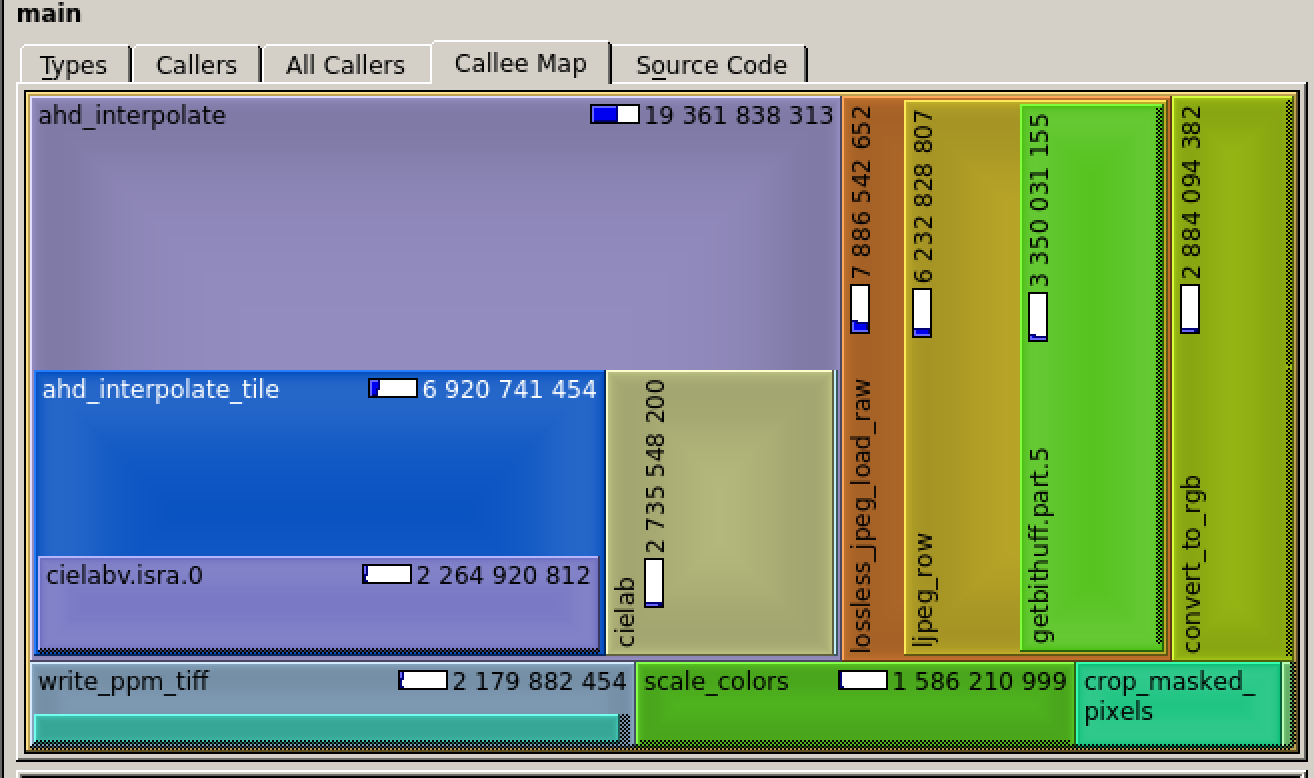 main
Types
Callers
All Callers
Callee Map
Source Code
ahd_interpolate
19 361 838 313
ahd_interpolate_tile
6 920 741 454
cielabv.isra.0
2 264 920 812
cielab
2 735 548 200
lossless_jpeg_load_raw
7 886 542 652
ljpeg_row
6 232 828 807
getbithuff.part.5
3 350 031 155
convert_to_rgb
2 884 094 382
write_ppm_tiff
2 179 882 454
scale_colors
1 586 210 999
crop_masked_
pixels